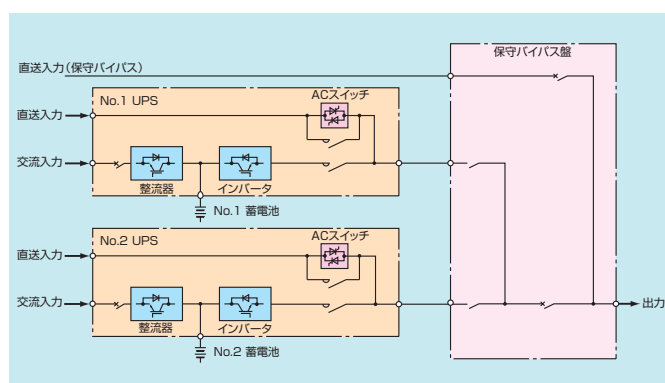 保守バイパス盤
直送入力(保守バイパス)
No.1 UPS
ACスイッチ
直送入力
交流入力
整流器
インバータ
No.1 蓄電池
No.2 UPS
ACスイッチ
直送入力
交流入力
出力
整流器
インバータ
No.2 蓄電池